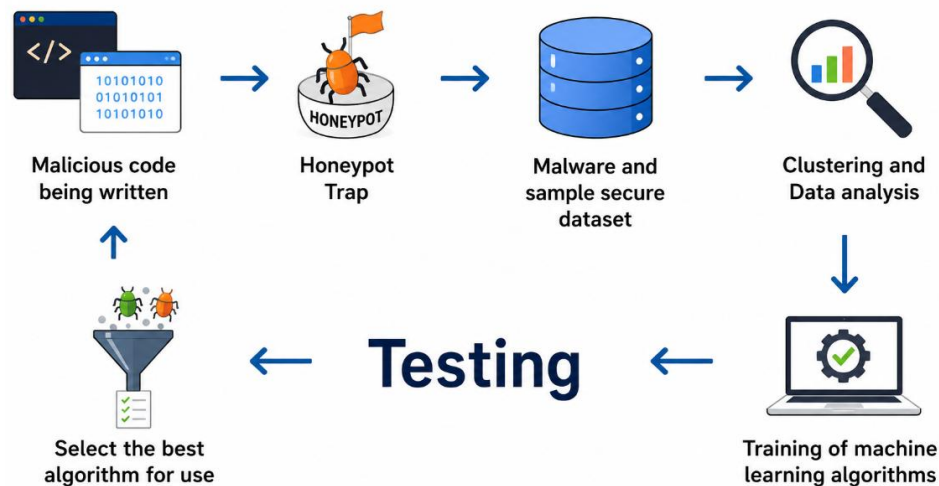 </>
10101010
01010101
10101010
HONEYPOT
Malicious code
being written
Honeypot
Trap
Malware and
sample secure
dataset
Clustering and
Data analysis
Select the best
algorithm for use
Testing
Training of machine
learning algorithms